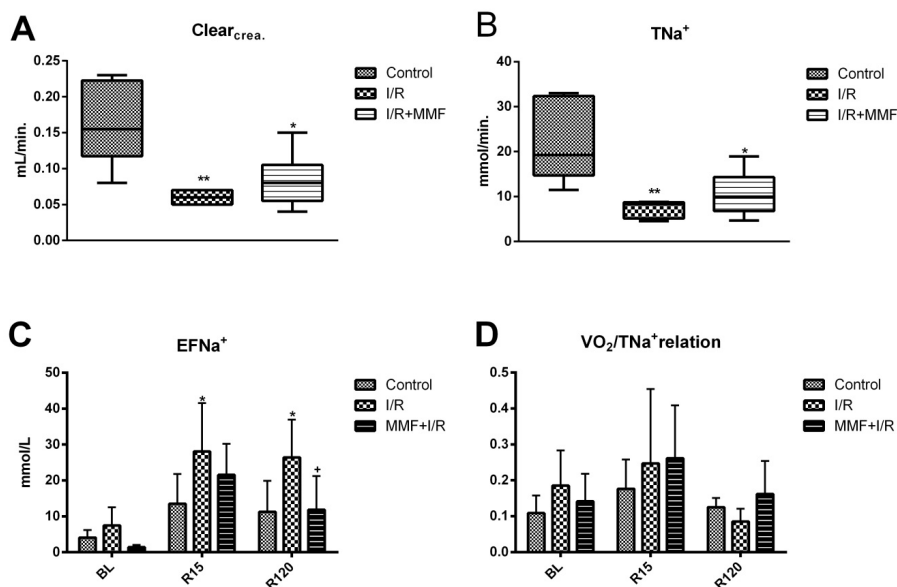 A
Clear crea.
mL/min.
0.25
0.20
0.15
0.10
0.05
0.00
**
*
Control
I/R
I/R+MMF
B
TNa+
mmol/min.
40
30
20
10
0
**
*
Control
I/R
I/R+MMF
C
EFNa+
mmol/L
50
40
30
20
10
0
*
*
+
BL
R15
R120
Control
I/R
MMF+I/R
D
VO2/TNa+relation
0.5
0.4
0.3
0.2
0.1
0.0
BL
R15
R120
Control
I/R
MMF+I/R